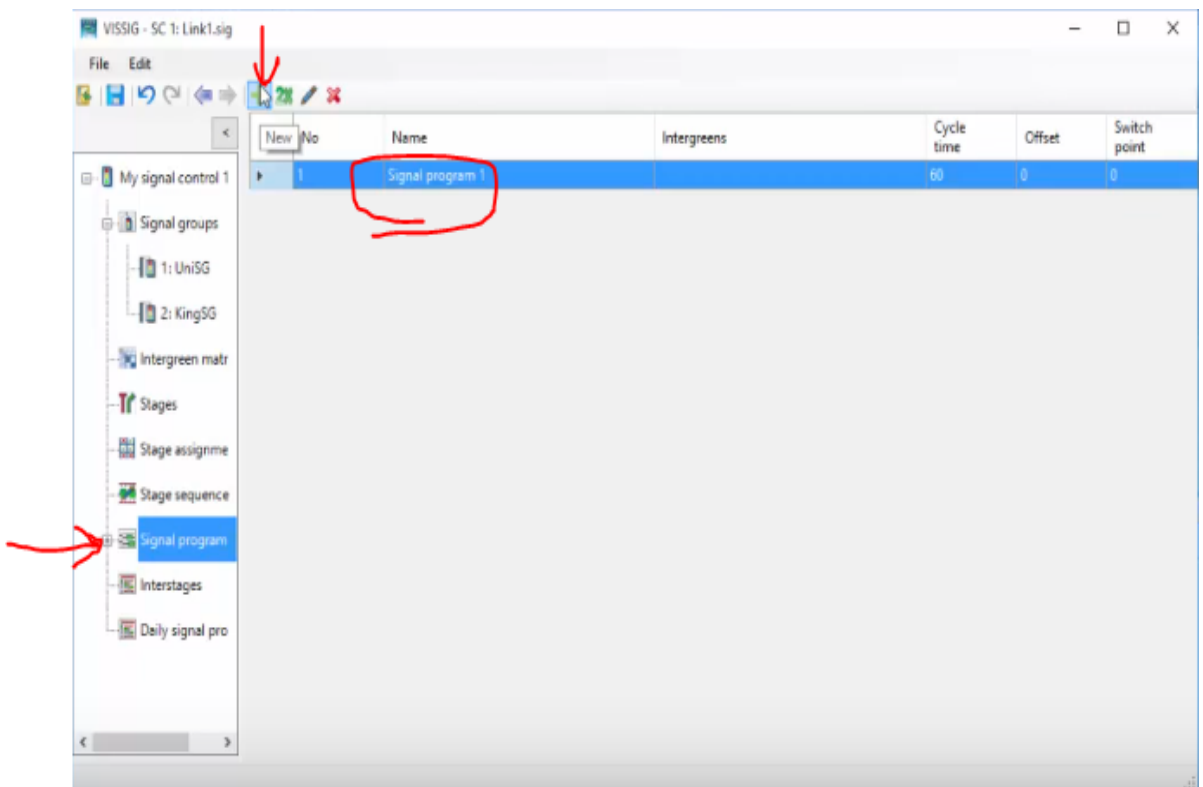 VISSIG - SC 1: Link1.sig
File Edit
New
No Name Intergreens Cycle time Offset Switch point
1 Signal program 1 60 0 0
My signal control 1
Signal groups
1: UniSG
2: KingSG
Intergreen matr
Stages
Stage assignme
Stage sequence
Signal program
Interstages
Daily signal pro